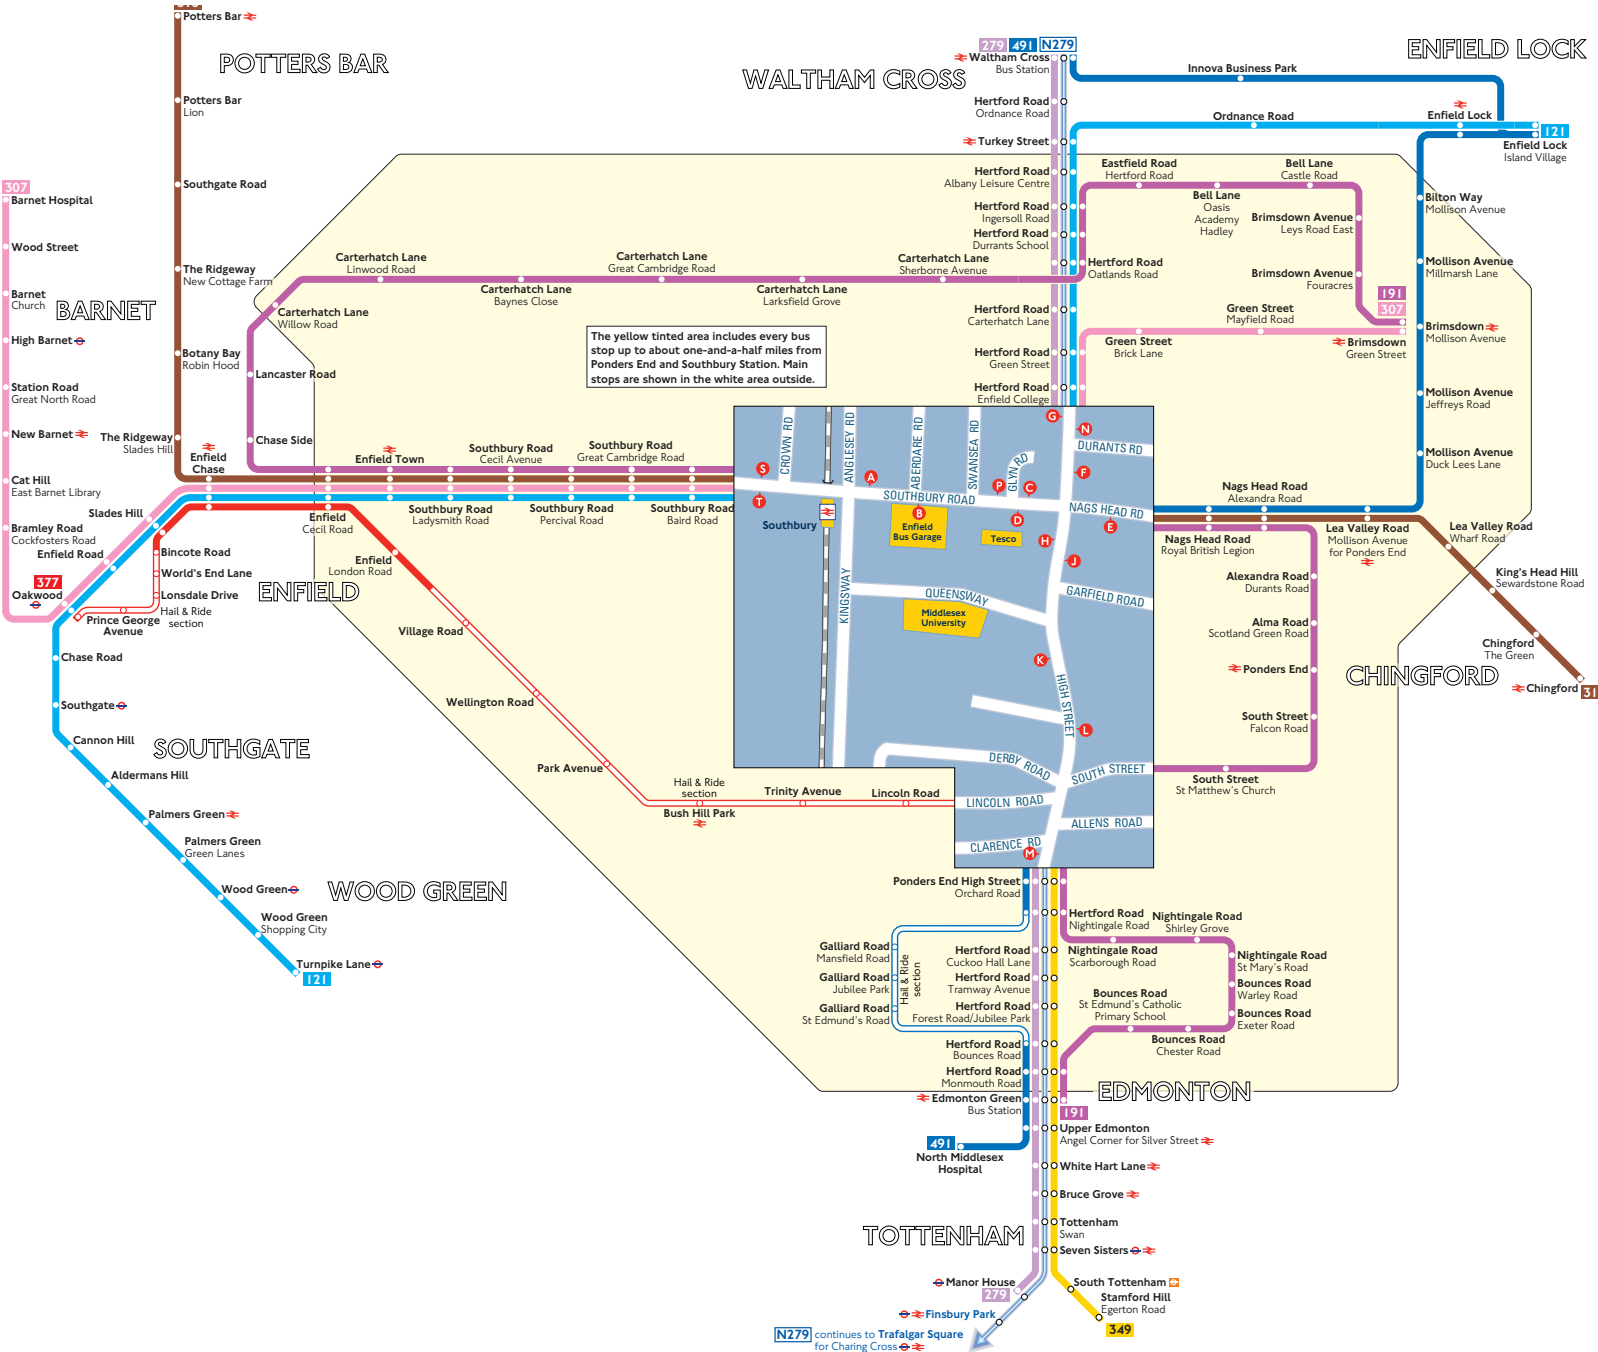 Potters Bar
POTTERS BAR
Potters Bar
Lion
Southgate Road
The Ridgeway
New Cottage Farm
Botany Bay
Robin Hood
The Ridgeway
Slades Hill
307
Barnet Hospital
Wood Street
Barnet
Church
BARNET
High Barnet
Station Road
Great North Road
New Barnet
Cat Hill
East Barnet Library
Bramley Road
Cockfosters Road
Slades Hill
Enfield Road
377
Oakwood
Prince George
Avenue
Bincote Road
World's End Lane
Lonsdale Drive
Hail & Ride
section
Chase Road
Southgate
Cannon Hill
SOUTHGATE
Aldermans Hill
Palmers Green
Palmers Green
Green Lanes
Wood Green
WOOD GREEN
Wood Green
Shopping City
Turnpike Lane
121
Enfield
Chase
Enfield Town
Southbury Road
Cecil Avenue
Southbury Road
Great Cambridge Road
Enfield
Cecil Road
Southbury Road
Ladysmith Road
Southbury Road
Percival Road
Southbury Road
Baird Road
Enfield
London Road
ENFIELD
Village Road
Wellington Road
Park Avenue
Hail & Ride
section
Bush Hill Park
Trinity Avenue
Lincoln Road
Chase Side
Lancaster Road
Carterhatch Lane
Willow Road
Carterhatch Lane
Linwood Road
Carterhatch Lane
Baynes Close
Carterhatch Lane
Great Cambridge Road
Carterhatch Lane
Larksfield Grove
Carterhatch Lane
Sherborne Avenue
The yellow tinted area includes every bus
stop up to about one-and-a-half miles from
Ponders End and Southbury Station. Main
stops are shown in the white area outside.
279 491 N279
Waltham Cross
Bus Station
WALTHAM CROSS
Hertford Road
Ordnance Road
Turkey Street
Hertford Road
Albany Leisure Centre
Hertford Road
Ingersoll Road
Hertford Road
Durrants School
Hertford Road
Oatlands Road
Hertford Road
Carterhatch Lane
Hertford Road
Green Street
Hertford Road
Enfield College
ENFIELD LOCK
Innova Business Park
Ordnance Road
Enfield Lock
121
Enfield Lock
Island Village
Eastfield Road
Hertford Road
Bell Lane
Oasis
Academy
Hadley
Bell Lane
Castle Road
Brimsdown Avenue
Leys Road East
Brimsdown Avenue
Fouracres
191
307
Green Street
Mayfield Road
Green Street
Brick Lane
Brimsdown
Green Street
Bilton Way
Mollison Avenue
Mollison Avenue
Millmarsh Lane
Brimsdown
Mollison Avenue
Mollison Avenue
Jeffreys Road
Mollison Avenue
Duck Lees Lane
CROWN RD
ANGLESEY RD
ABERDARE RD
SWANSEA RD
GLYN RD
DURANTS RD
SOUTHBURY ROAD
NAGS HEAD RD
Southbury
Enfield
Bus Garage
Tesco
KINGSWAY
QUEENSWAY
GARFIELD ROAD
Middlesex
University
HIGH STREET
DERBY ROAD
SOUTH STREET
LINCOLN ROAD
ALLENS ROAD
CLARENCE RD
G
N
S
A
P
C
F
T
B
D
E
H
J
K
L
M
Nags Head Road
Alexandra Road
Nags Head Road
Royal British Legion
Lea Valley Road
Mollison Avenue
for Ponders End
Lea Valley Road
Wharf Road
King's Head Hill
Sewardstone Road
Chingford
The Green
CHINGFORD
Chingford
31
Alexandra Road
Durants Road
Alma Road
Scotland Green Road
Ponders End
South Street
Falcon Road
South Street
St Matthew's Church
Ponders End High Street
Orchard Road
Hertford Road
Nightingale Road
Nightingale Road
Shirley Grove
Galliard Road
Mansfield Road
Galliard Road
Jubilee Park
Galliard Road
St Edmund's Road
Hail & Ride
section
Hertford Road
Cuckoo Hall Lane
Hertford Road
Tramway Avenue
Hertford Road
Forest Road/Jubilee Park
Nightingale Road
Scarborough Road
Nightingale Road
St Mary's Road
Bounces Road
Warley Road
Bounces Road
Exeter Road
Bounces Road
St Edmund's Catholic
Primary School
Bounces Road
Chester Road
Hertford Road
Bounces Road
Hertford Road
Monmouth Road
Edmonton Green
Bus Station
EDMONTON
191
Upper Edmonton
Angel Corner for Silver Street
491
North Middlesex
Hospital
White Hart Lane
Bruce Grove
TOTTENHAM
Tottenham
Swan
Seven Sisters
Manor House
279
South Tottenham
Stamford Hill
Egerton Road
349
Finsbury Park
N279 continues to Trafalgar Square
for Charing Cross